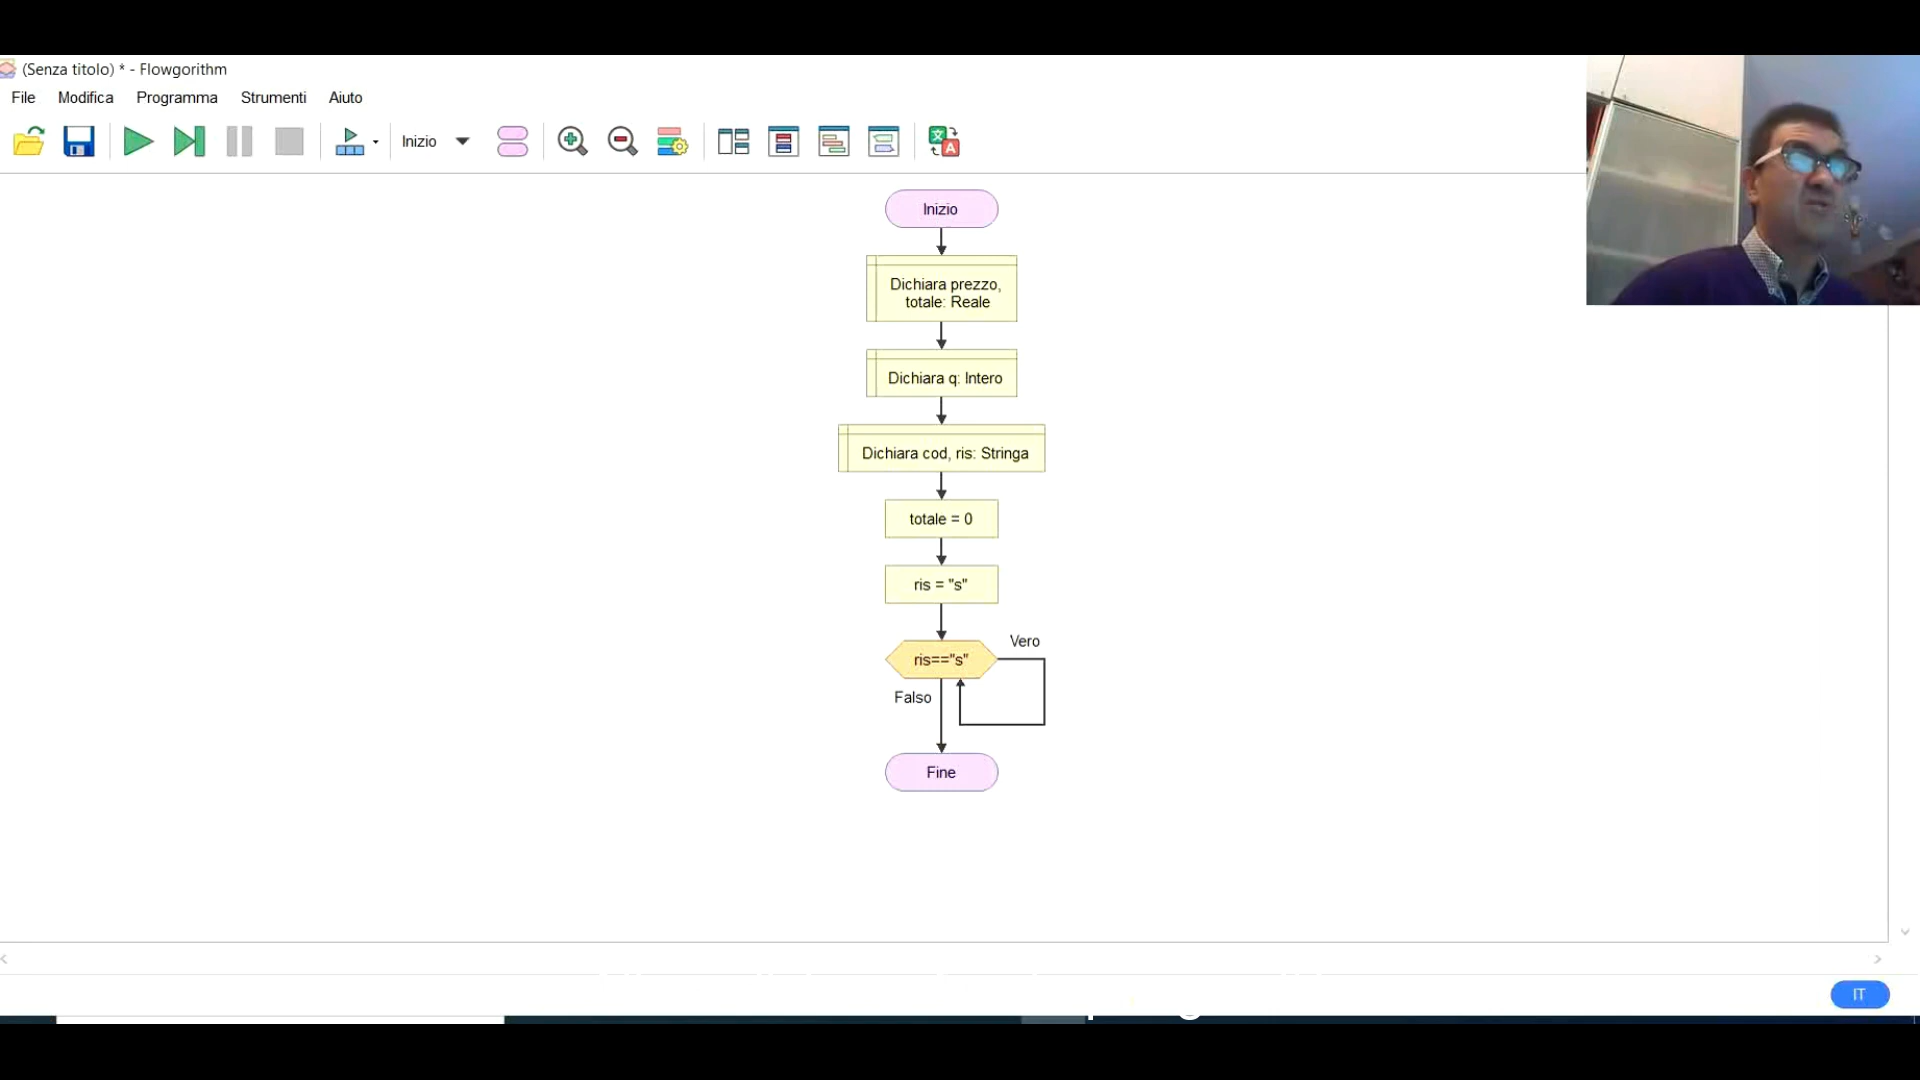 (Senza titolo) * - Flowgorithm
File Modifica Programma Strumenti Aiuto
Inizio
Inizio
Dichiara prezzo,
totale: Reale
Dichiara q: Intero
Dichiara cod, ris: Stringa
totale = 0
ris = "s"
Vero
ris=="s"
Falso
Fine
IT